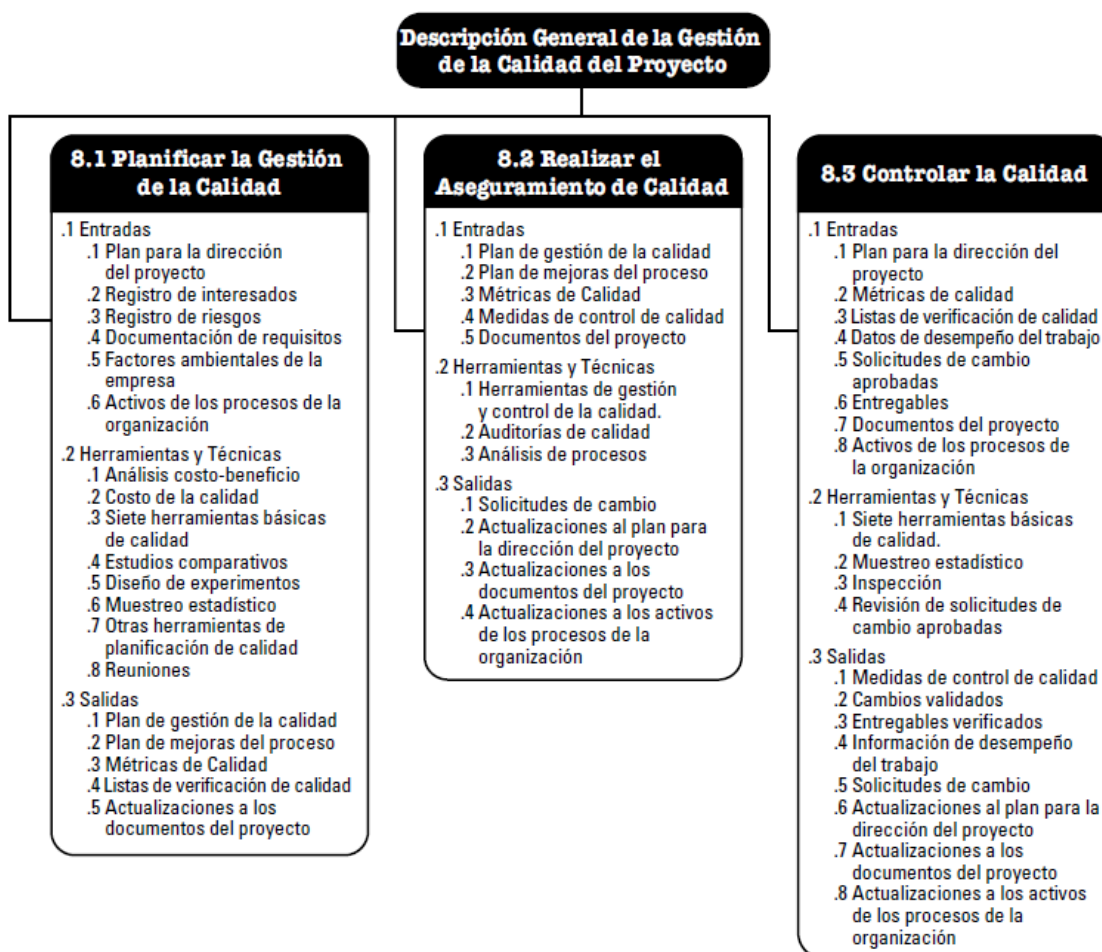 Descripción General de la Gestión
de la Calidad del Proyecto
8.1 Planificar la Gestión
de la Calidad
.1 Entradas
.1 Plan para la dirección
del proyecto
.2 Registro de interesados
.3 Registro de riesgos
.4 Documentación de requisitos
.5 Factores ambientales de la
empresa
.6 Activos de los procesos de la
organización
.2 Herramientas y Técnicas
.1 Análisis costo-beneficio
.2 Costo de la calidad
.3 Siete herramientas básicas
de calidad
.4 Estudios comparativos
.5 Diseño de experimentos
.6 Muestreo estadístico
.7 Otras herramientas de
planificación de calidad
.8 Reuniones
.3 Salidas
.1 Plan de gestión de la calidad
.2 Plan de mejoras del proceso
.3 Métricas de Calidad
.4 Listas de verificación de calidad
.5 Actualizaciones a los
documentos del proyecto
8.2 Realizar el
Aseguramiento de Calidad
.1 Entradas
.1 Plan de gestión de la calidad
.2 Plan de mejoras del proceso
.3 Métricas de Calidad
.4 Medidas de control de calidad
.5 Documentos del proyecto
.2 Herramientas y Técnicas
.1 Herramientas de gestión
y control de la calidad.
.2 Auditorías de calidad
.3 Análisis de procesos
.3 Salidas
.1 Solicitudes de cambio
.2 Actualizaciones al plan para
la dirección del proyecto
.3 Actualizaciones a los
documentos del proyecto
.4 Actualizaciones a los activos
de los procesos de la
organización
8.3 Controlar la Calidad
.1 Entradas
.1 Plan para la dirección del
proyecto
.2 Métricas de calidad
.3 Listas de verificación de calidad
.4 Datos de desempeño del trabajo
.5 Solicitudes de cambio
aprobadas
.6 Entregables
.7 Documentos del proyecto
.8 Activos de los procesos de
la organización
.2 Herramientas y Técnicas
.1 Siete herramientas básicas
de calidad.
.2 Muestreo estadístico
.3 Inspección
.4 Revisión de solicitudes de
cambio aprobadas
.3 Salidas
.1 Medidas de control de calidad
.2 Cambios validados
.3 Entregables verificados
.4 Información de desempeño
del trabajo
.5 Solicitudes de cambio
.6 Actualizaciones al plan para la
dirección del proyecto
.7 Actualizaciones a los
documentos del proyecto
.8 Actualizaciones a los activos
de los procesos de la
organización